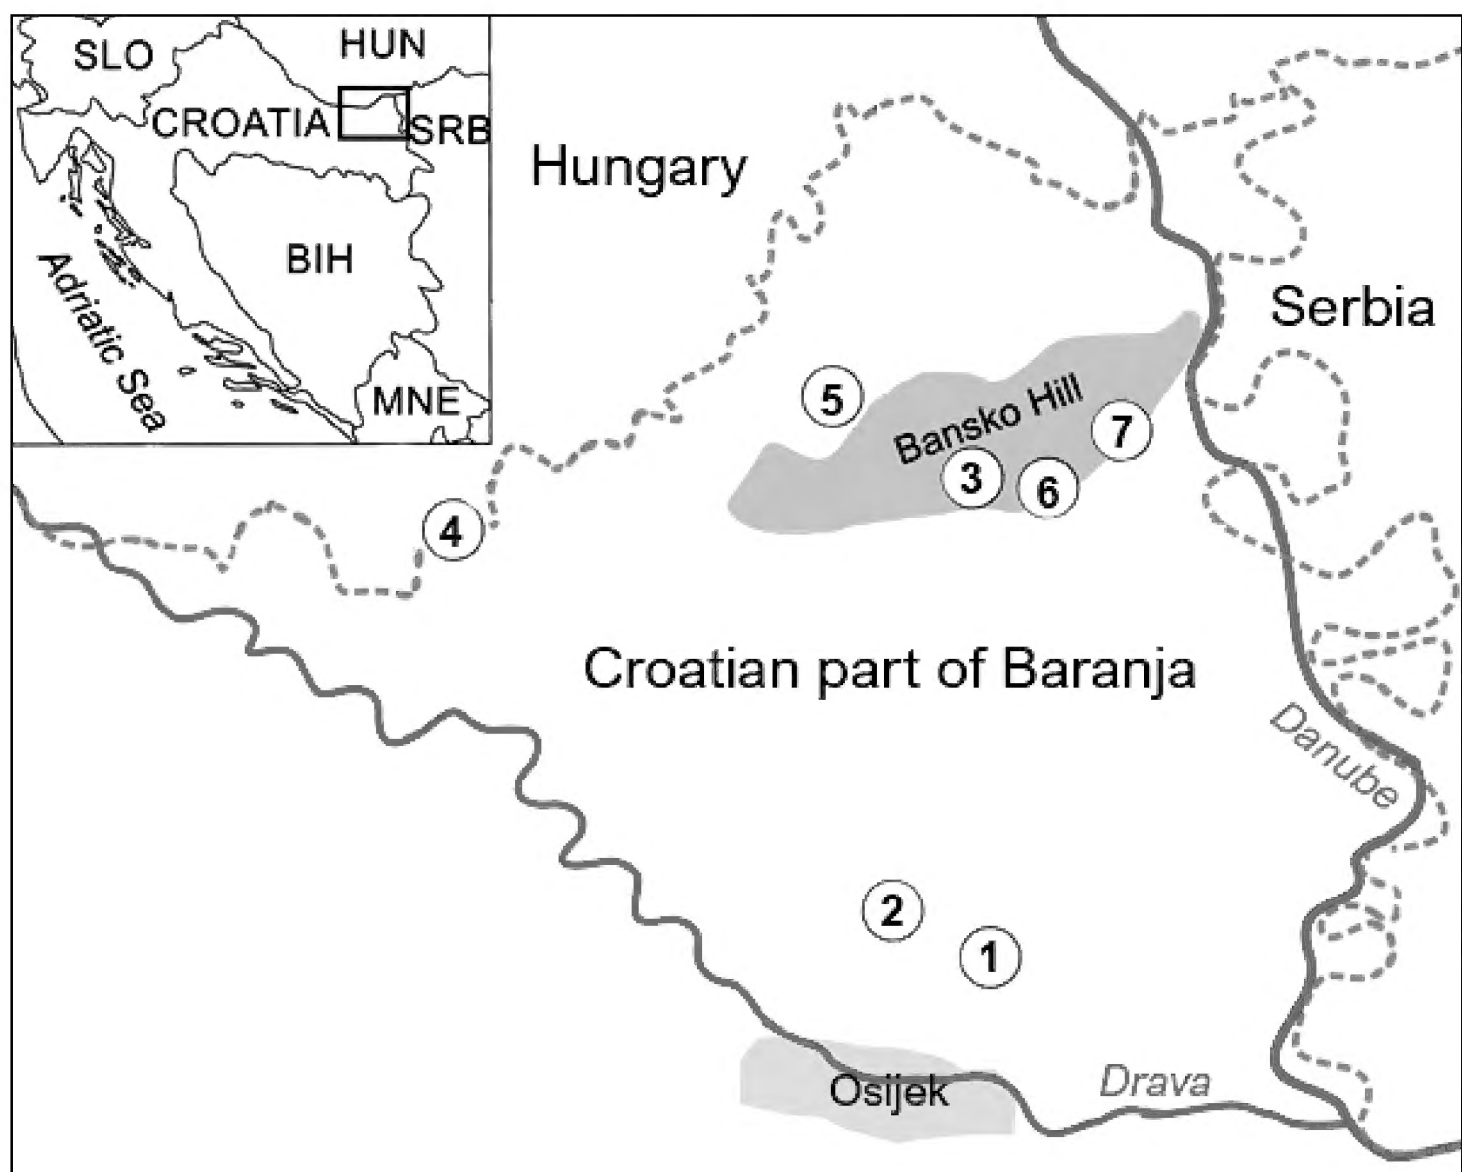 SLO
HUN
CROATIA
SRB
BIH
Adriatic Sea
MNE
Hungary
Serbia
5
Bansko Hill
7
3
6
4
Croatian part of Baranja
Danube
2
1
Osijek
Drava